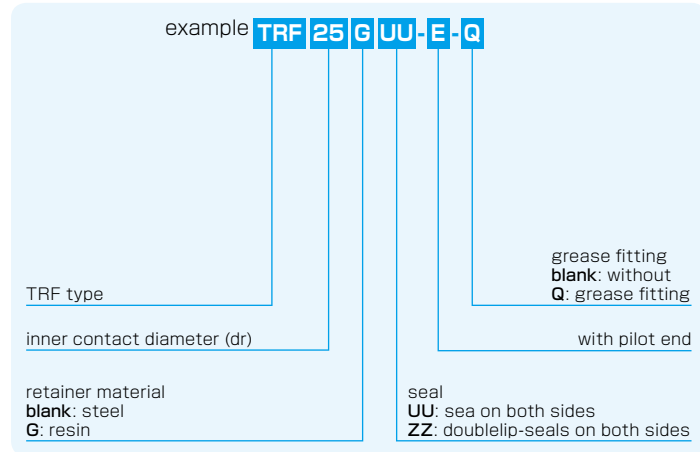 example TRF 25 G UU-E-Q
grease fitting
blank: without
Q: grease fitting
TRF type
inner contact diameter (dr)
with pilot end
retainer material
blank: steel
G: resin
seal
UU: sea on both sides
ZZ: doublelip-seals on both sides